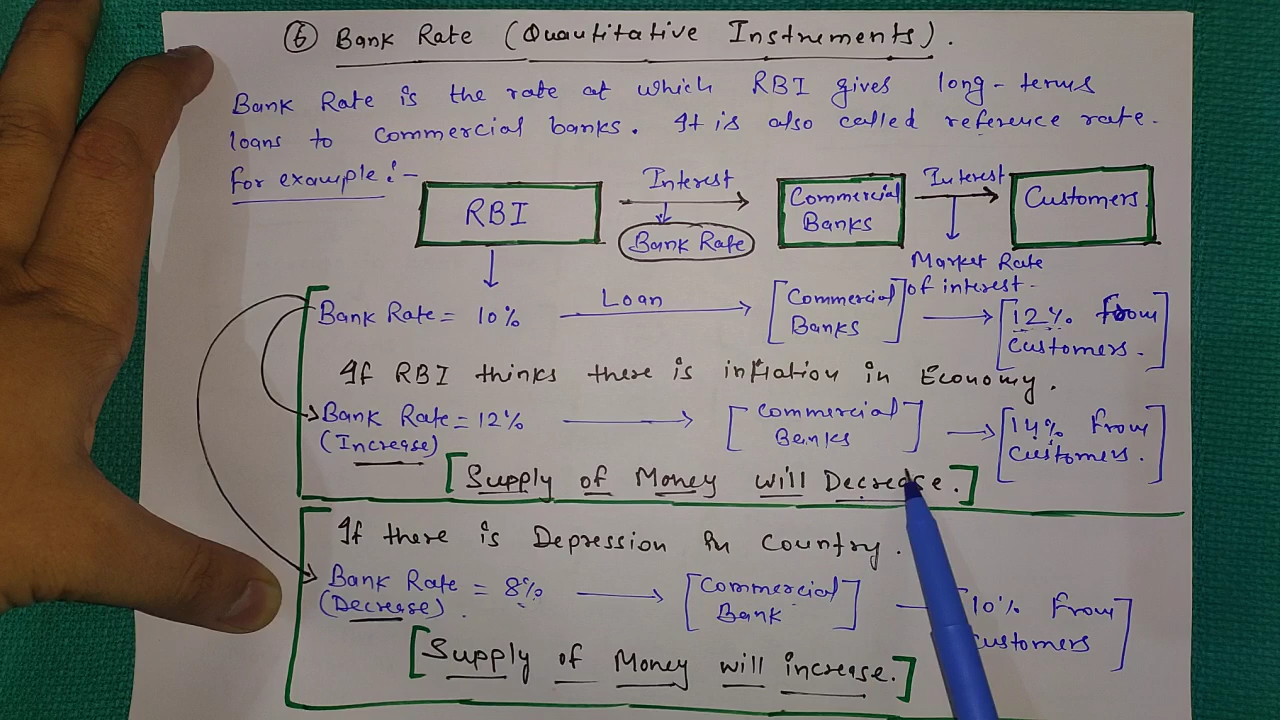 ⑥ Bank Rate (Quantitative Instruments).
Bank Rate is the rate at which RBI gives long-terms
loans to commercial banks. It is also called reference rate.
for example:-
RBI
Interest
Bank Rate
Commercial
Banks
Interest
Market Rate
of interest.
Customers.
Bank Rate = 10%
Loan
[Commercial
Banks]
[12% from
customers.]
If RBI thinks there is inflation in Economy.
Bank Rate = 12%
(Increase)
[Commercial
Banks]
[14% From
customers.]
[Supply of Money will Decrease.]
If there is Depression in Country.
Bank Rate = 8%
(Decrease).
[Commercial
Bank]
10% From
customers]
[Supply of Money will increase.]